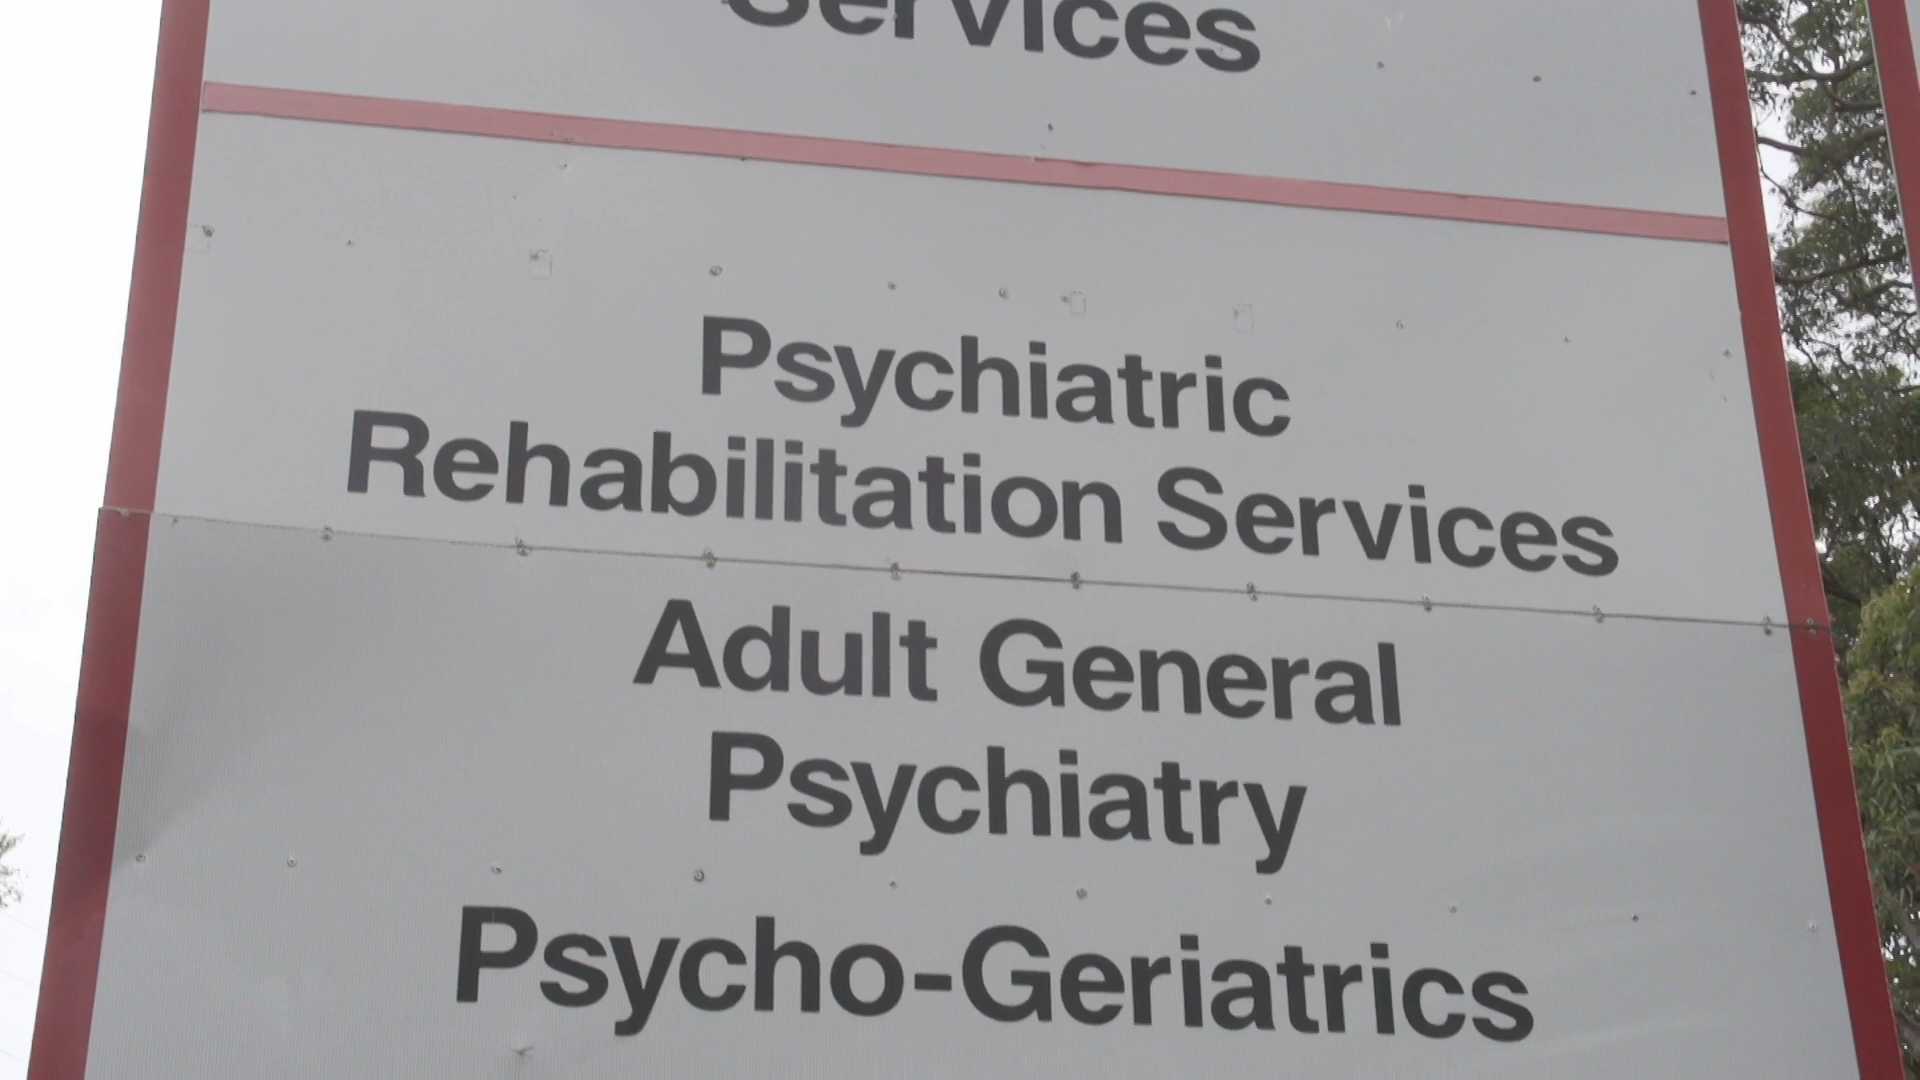 Services
Psychiatric
Rehabilitation Services
Adult General
Psychiatry
Psycho-Geriatrics